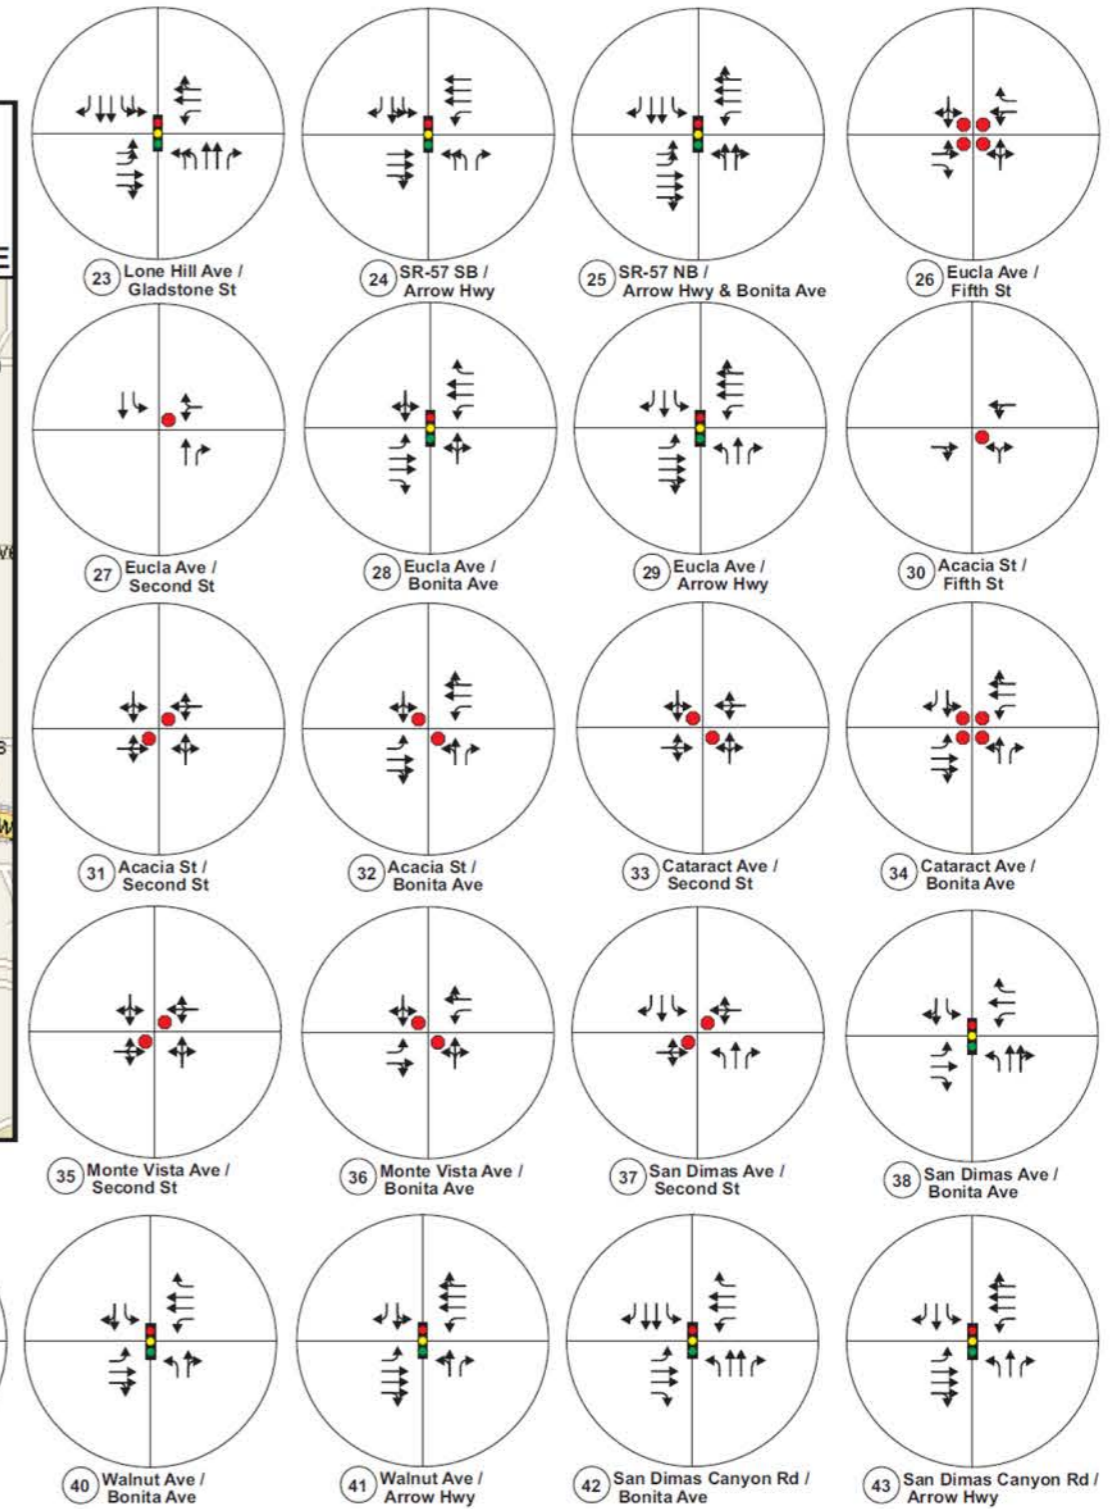 E
23 Lone Hill Ave /
Gladstone St
24 SR-57 SB /
Arrow Hwy
25 SR-57 NB /
Arrow Hwy & Bonita Ave
26 Eucla Ave /
Fifth St
27 Eucla Ave /
Second St
28 Eucla Ave /
Bonita Ave
29 Eucla Ave /
Arrow Hwy
30 Acacia St /
Fifth St
31 Acacia St /
Second St
32 Acacia St /
Bonita Ave
33 Cataract Ave /
Second St
34 Cataract Ave /
Bonita Ave
35 Monte Vista Ave /
Second St
36 Monte Vista Ave /
Bonita Ave
37 San Dimas Ave /
Second St
38 San Dimas Ave /
Bonita Ave
40 Walnut Ave /
Bonita Ave
41 Walnut Ave /
Arrow Hwy
42 San Dimas Canyon Rd /
Bonita Ave
43 San Dimas Canyon Rd /
Arrow Hwy